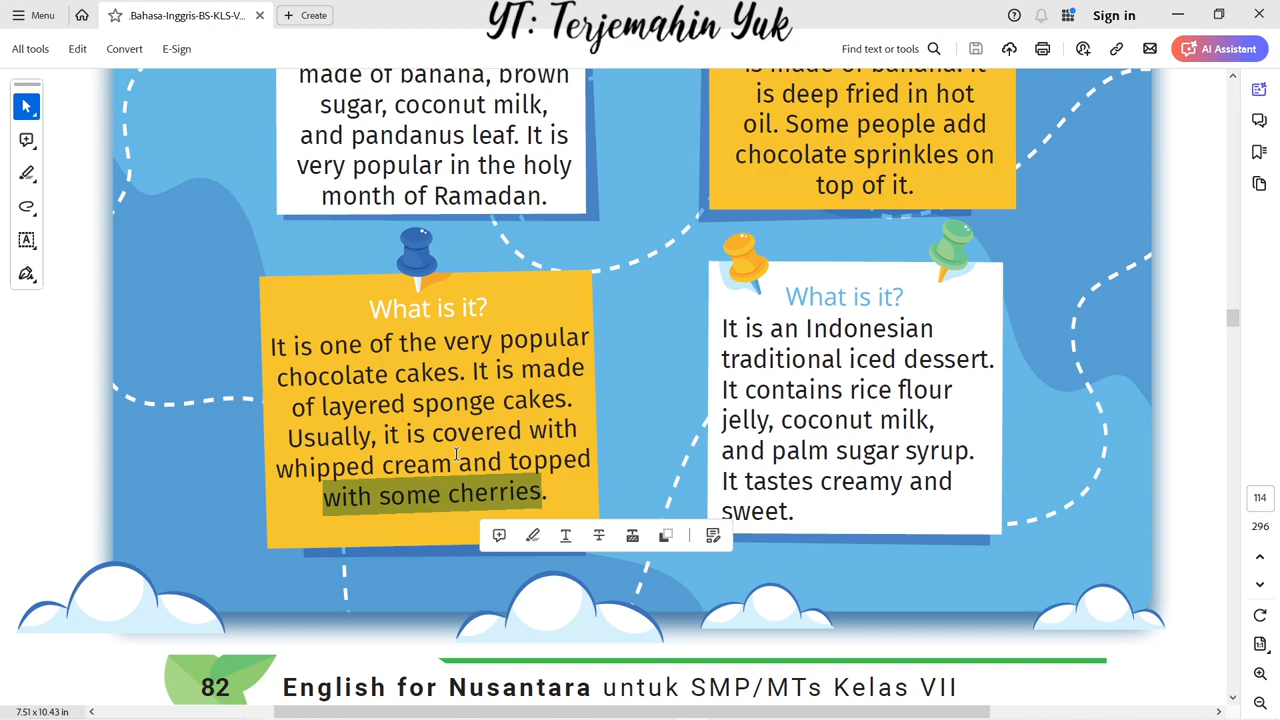 Menu
.Bahasa-Inggris-BS-KLS-V...
Create
YT: Terjemahin Yuk
Sign in
All tools
Edit
Convert
E-Sign
Find text or tools
AI Assistant
made of banana, brown
sugar, coconut milk,
and pandanus leaf. It is
very popular in the holy
month of Ramadan.
is made of banana. It
is deep fried in hot
oil. Some people add
chocolate sprinkles on
top of it.
What is it?
It is one of the very popular
chocolate cakes. It is made
of layered sponge cakes.
Usually, it is covered with
whipped cream and topped
with some cherries.
What is it?
It is an Indonesian
traditional iced dessert.
It contains rice flour
jelly, coconut milk,
and palm sugar syrup.
It tastes creamy and
sweet.
114
296
82
English for Nusantara untuk SMP/MTs Kelas VII
7.51 x 10.43 in